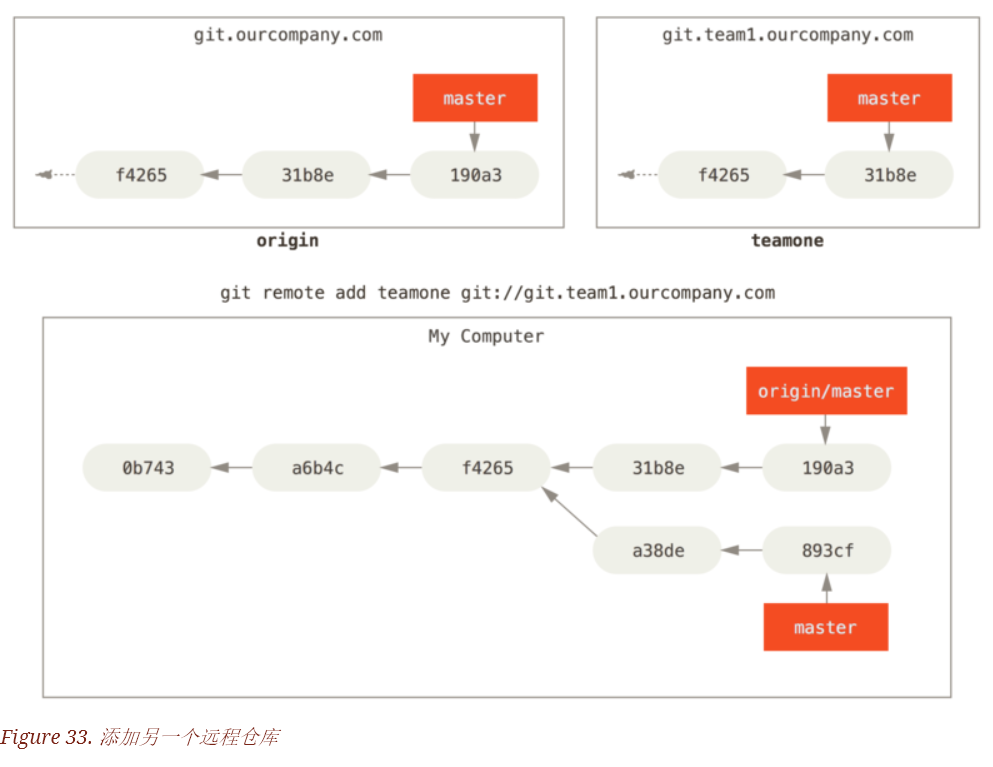 git.ourcompany.com
master
f4265
31b8e
190a3
origin
git.team1.ourcompany.com
master
f4265
31b8e
teamone
git remote add teamone git://git.team1.ourcompany.com
My Computer
origin/master
0b743
a6b4c
f4265
31b8e
190a3
a38de
893cf
master
Figure 33. 添加另一个远程仓库